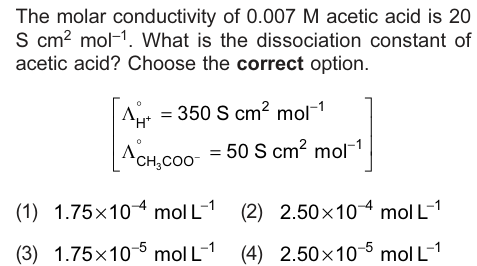 The molar conductivity of 0.007 M acetic acid is 20
S cm² mol⁻¹. What is the dissociation constant of
acetic acid? Choose the correct option.
[Λ°H⁺ = 350 S cm² mol⁻¹
Λ°CH₃COO⁻ = 50 S cm² mol⁻¹]
(1) 1.75×10⁻⁴ mol L⁻¹ (2) 2.50×10⁻⁴ mol L⁻¹
(3) 1.75×10⁻⁵ mol L⁻¹ (4) 2.50×10⁻⁵ mol L⁻¹